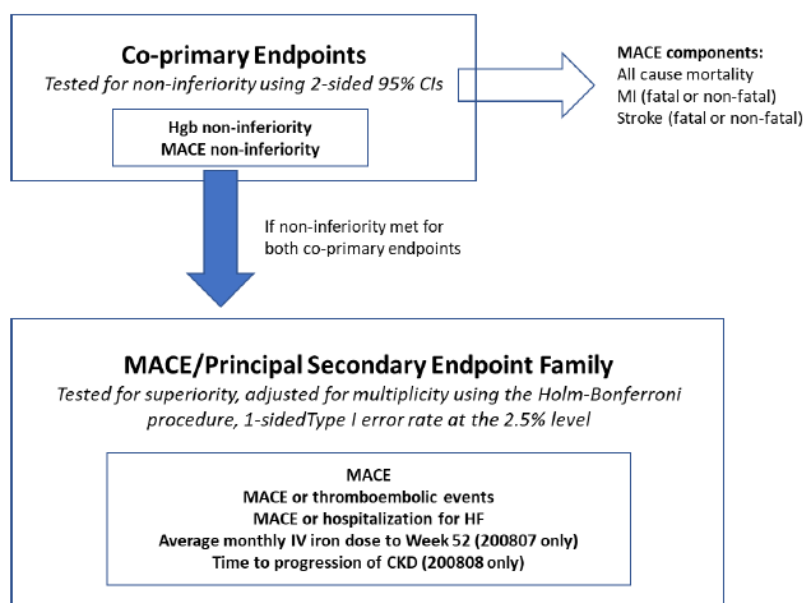 Co-primary Endpoints
Tested for non-inferiority using 2-sided 95% CIs
Hgb non-inferiority
MACE non-inferiority
MACE components:
All cause mortality
MI (fatal or non-fatal)
Stroke (fatal or non-fatal)
If non-inferiority met for
both co-primary endpoints
MACE/Principal Secondary Endpoint Family
Tested for superiority, adjusted for multiplicity using the Holm-Bonferroni
procedure, 1-sidedType I error rate at the 2.5% level
MACE
MACE or thromboembolic events
MACE or hospitalization for HF
Average monthly IV iron dose to Week 52 (200807 only)
Time to progression of CKD (200808 only)